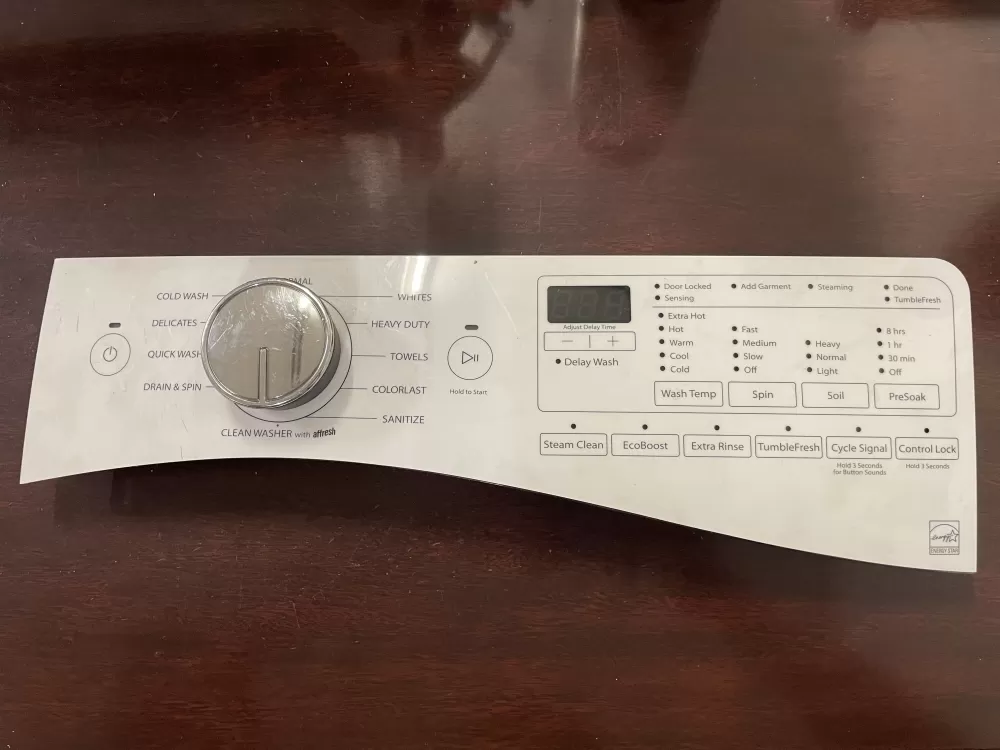 COLD WASH
DELICATES
QUICK WASH
DRAIN & SPIN
CLEAN WASHER with affresh
WHITES
HEAVY DUTY
TOWELS
COLORLAST
SANITIZE
Hold to Start
Adjust Delay Time
− | +
Delay Wash
Door Locked
Sensing
Add Garment
Steaming
Done
TumbleFresh
Extra Hot
Hot
Warm
Cool
Cold
Wash Temp
Fast
Medium
Slow
Off
Spin
Heavy
Normal
Light
Soil
8 hrs
1 hr
30 min
Off
PreSoak
Steam Clean
EcoBoost
Extra Rinse
TumbleFresh
Cycle Signal
Hold 3 Seconds
for Button Sounds
Control Lock
Hold 3 Seconds
ENERGY STAR